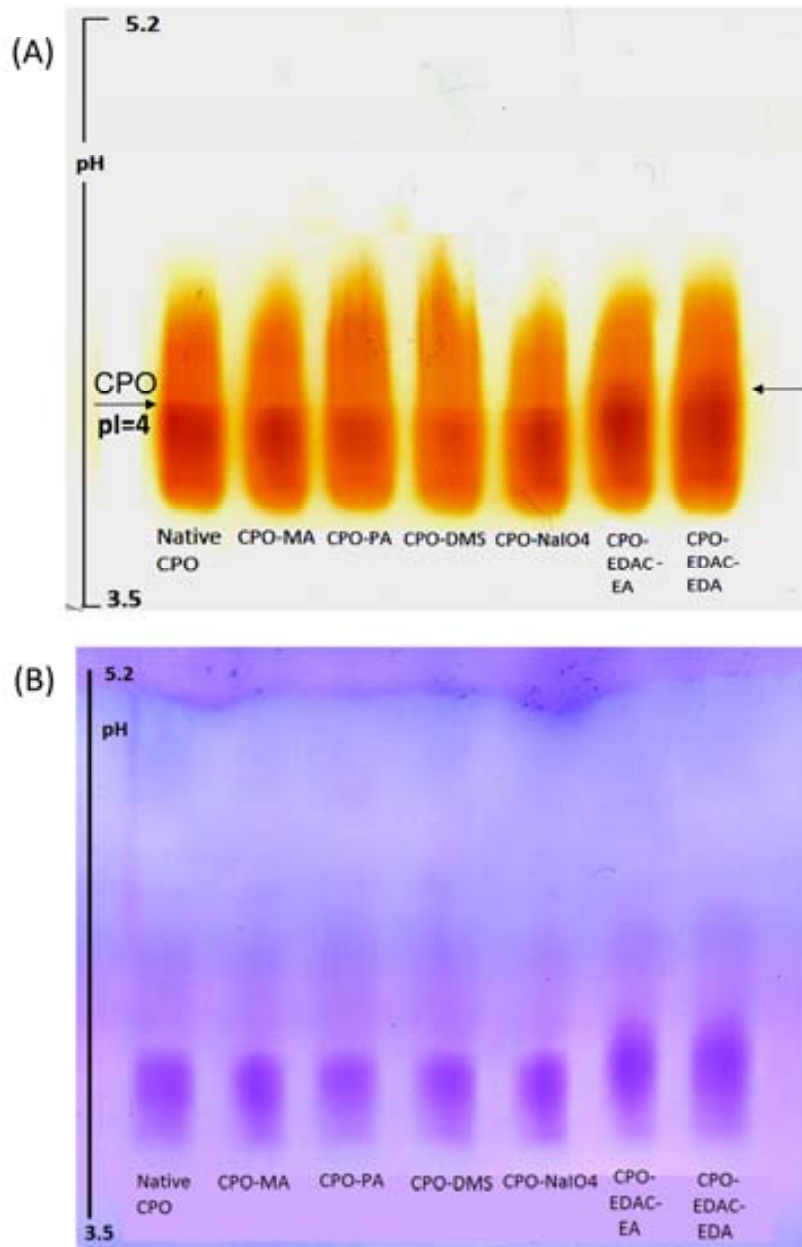 (A)
5.2
pH
CPO
pI=4
Native
CPO
CPO-MA
CPO-PA
CPO-DMS
CPO-NaIO4
CPO-
EDAC-
EA
CPO-
EDAC-
EDA
3.5
(B)
5.2
pH
Native
CPO
CPO-MA
CPO-PA
CPO-DMS
CPO-NaIO4
CPO-
EDAC-
EA
CPO-
EDAC-
EDA
3.5